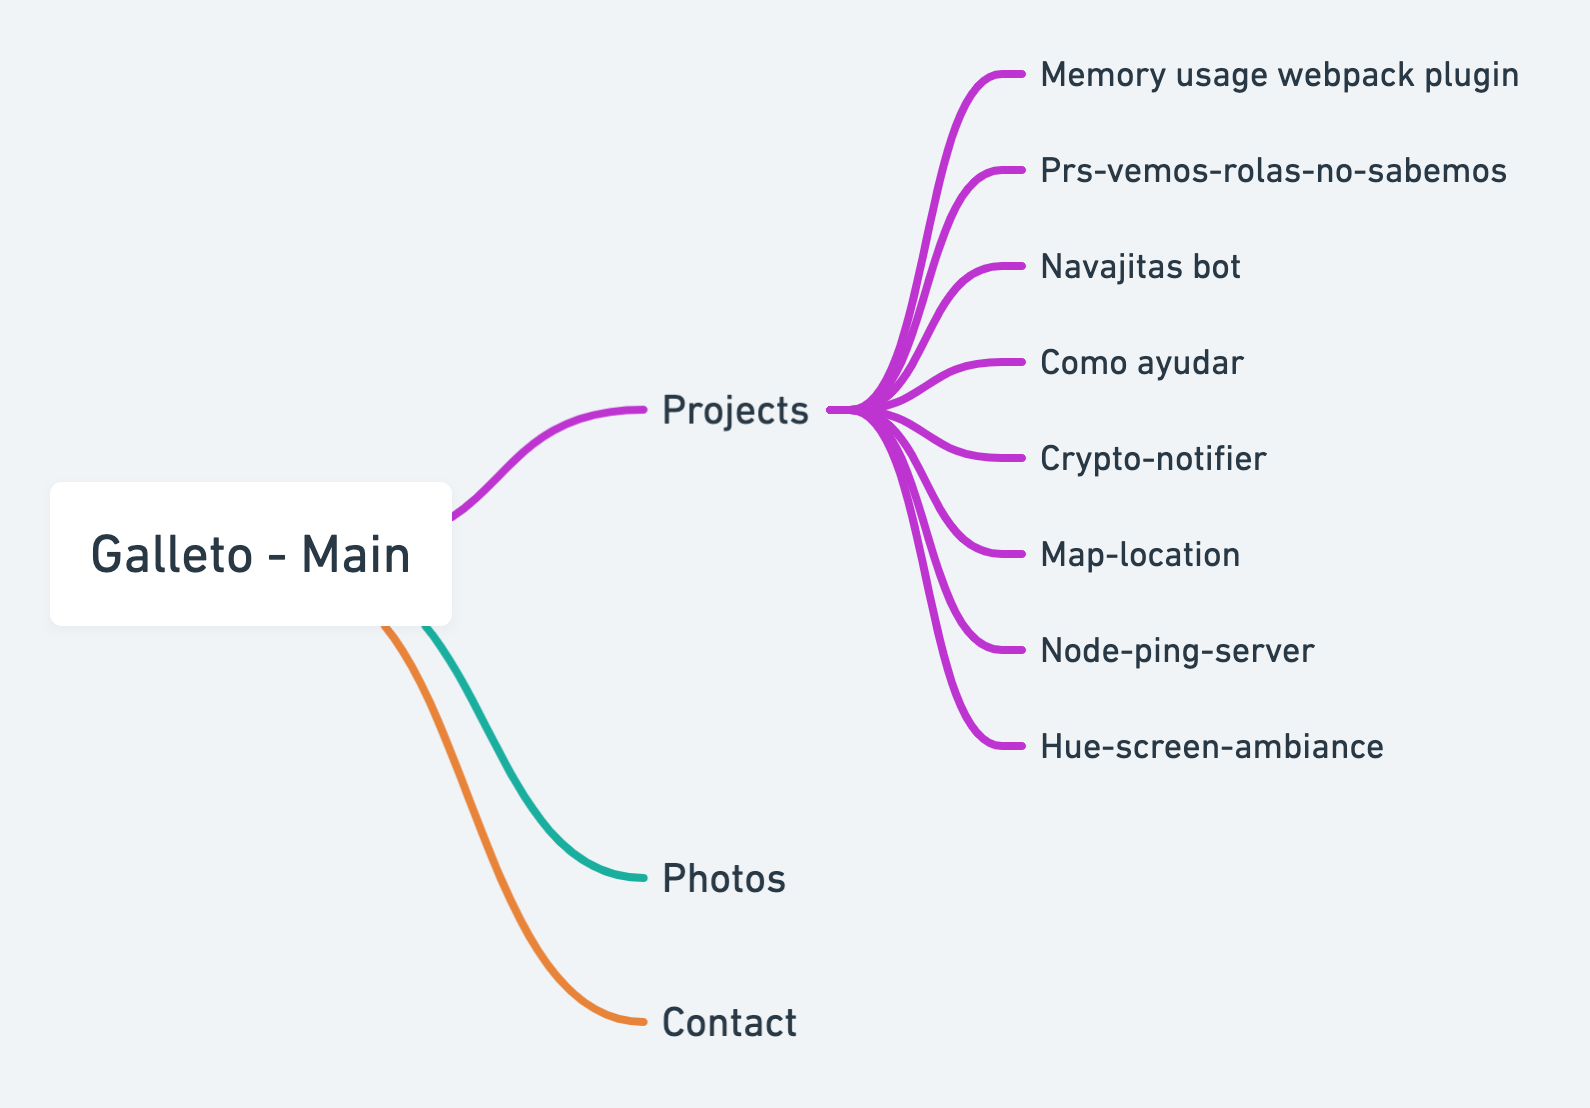 Galleto - Main
Projects
Memory usage webpack plugin
Prs-vemos-rolas-no-sabemos
Navajitas bot
Como ayudar
Crypto-notifier
Map-location
Node-ping-server
Hue-screen-ambiance
Photos
Contact